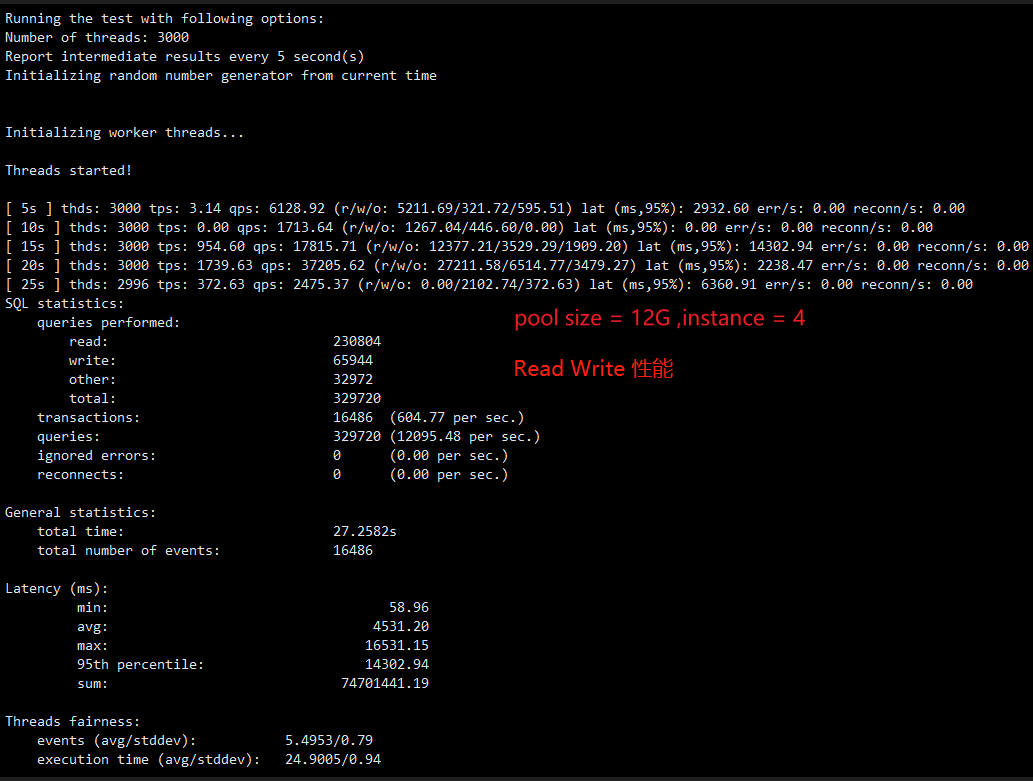 Running the test with following options:
Number of threads: 3000
Report intermediate results every 5 second(s)
Initializing random number generator from current time
Initializing worker threads...
Threads started!
[ 5s ] thds: 3000 tps: 3.14 qps: 6128.92 (r/w/o: 5211.69/321.72/595.51) lat (ms,95%): 2932.60 err/s: 0.00 reconn/s: 0.00
[ 10s ] thds: 3000 tps: 0.00 qps: 1713.64 (r/w/o: 1267.04/446.60/0.00) lat (ms,95%): 0.00 err/s: 0.00 reconn/s: 0.00
[ 15s ] thds: 3000 tps: 954.60 qps: 17815.71 (r/w/o: 12377.21/3529.29/1909.20) lat (ms,95%): 14302.94 err/s: 0.00 reconn/s: 0.00
[ 20s ] thds: 3000 tps: 1739.63 qps: 37205.62 (r/w/o: 27211.58/6514.77/3479.27) lat (ms,95%): 2238.47 err/s: 0.00 reconn/s: 0.00
[ 25s ] thds: 2996 tps: 372.63 qps: 2475.37 (r/w/o: 0.00/2102.74/372.63) lat (ms,95%): 6360.91 err/s: 0.00 reconn/s: 0.00
SQL statistics:
queries performed:
pool size = 12G ,instance = 4
read: 230804
write: 65944
Read Write 性能
other: 32972
total: 329720
transactions: 16486 (604.77 per sec.)
queries: 329720 (12095.48 per sec.)
ignored errors: 0 (0.00 per sec.)
reconnects: 0 (0.00 per sec.)
General statistics:
total time: 27.2582s
total number of events: 16486
Latency (ms):
min: 58.96
avg: 4531.20
max: 16531.15
95th percentile: 14302.94
sum: 74701441.19
Threads fairness:
events (avg/stddev): 5.4953/0.79
execution time (avg/stddev): 24.9005/0.94